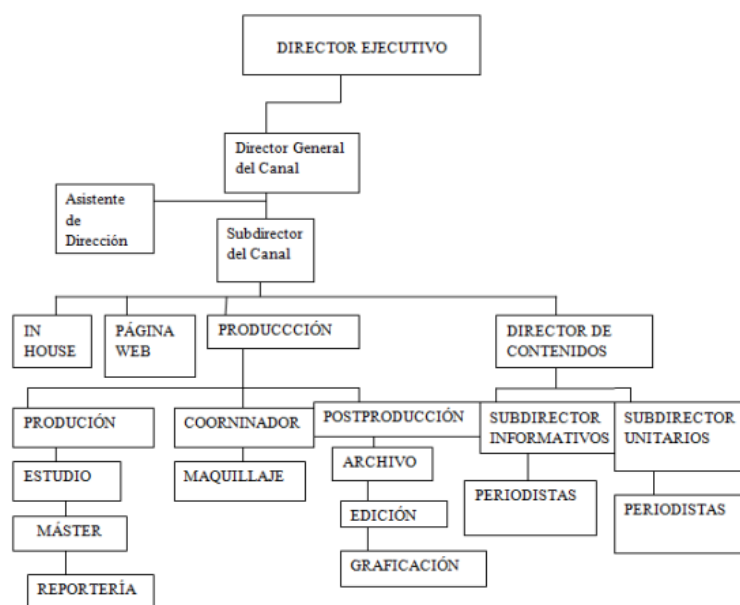 DIRECTOR EJECUTIVO
Director General
del Canal
Asistente
de
Dirección
Subdirector
del Canal
IN
HOUSE
PÁGINA
WEB
PRODUCCCIÓN
DIRECTOR DE
CONTENIDOS
PRODUCIÓN
COORNINADOR
POSTPRODUCCIÓN
SUBDIRECTOR
INFORMATIVOS
SUBDIRECTOR
UNITARIOS
ESTUDIO
MAQUILLAJE
ARCHIVO
PERIODISTAS
PERIODISTAS
MÁSTER
EDICIÓN
REPORTERÍA
GRAFICACIÓN